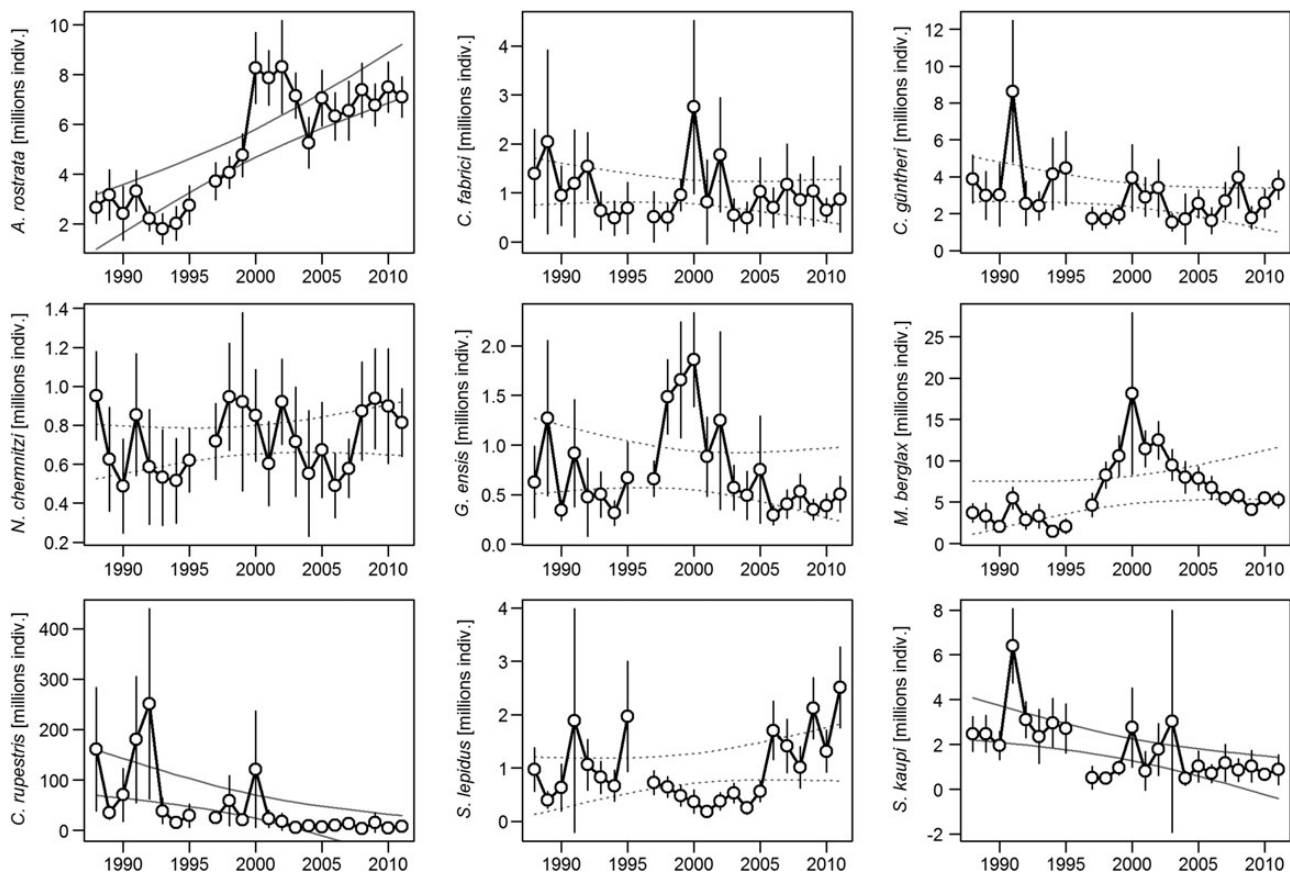 A. rostrata [millions indiv.]
10
8
6
4
2
1990 1995 2000 2005 2010
C. fabrici [millions indiv.]
4
3
2
1
0
1990 1995 2000 2005 2010
C. güntheri [millions indiv.]
12
10
8
6
4
2
0
1990 1995 2000 2005 2010
N. chemnitzi [millions indiv.]
1.4
1.2
1.0
0.8
0.6
0.4
0.2
1990 1995 2000 2005 2010
G. ensis [millions indiv.]
2.0
1.5
1.0
0.5
0.0
1990 1995 2000 2005 2010
M. berglax [millions indiv.]
25
20
15
10
5
0
1990 1995 2000 2005 2010
C. rupestris [millions indiv.]
400
300
200
100
0
1990 1995 2000 2005 2010
S. lepidus [millions indiv.]
4
3
2
1
0
1990 1995 2000 2005 2010
S. kaupi [millions indiv.]
8
6
4
2
0
-2
1990 1995 2000 2005 2010